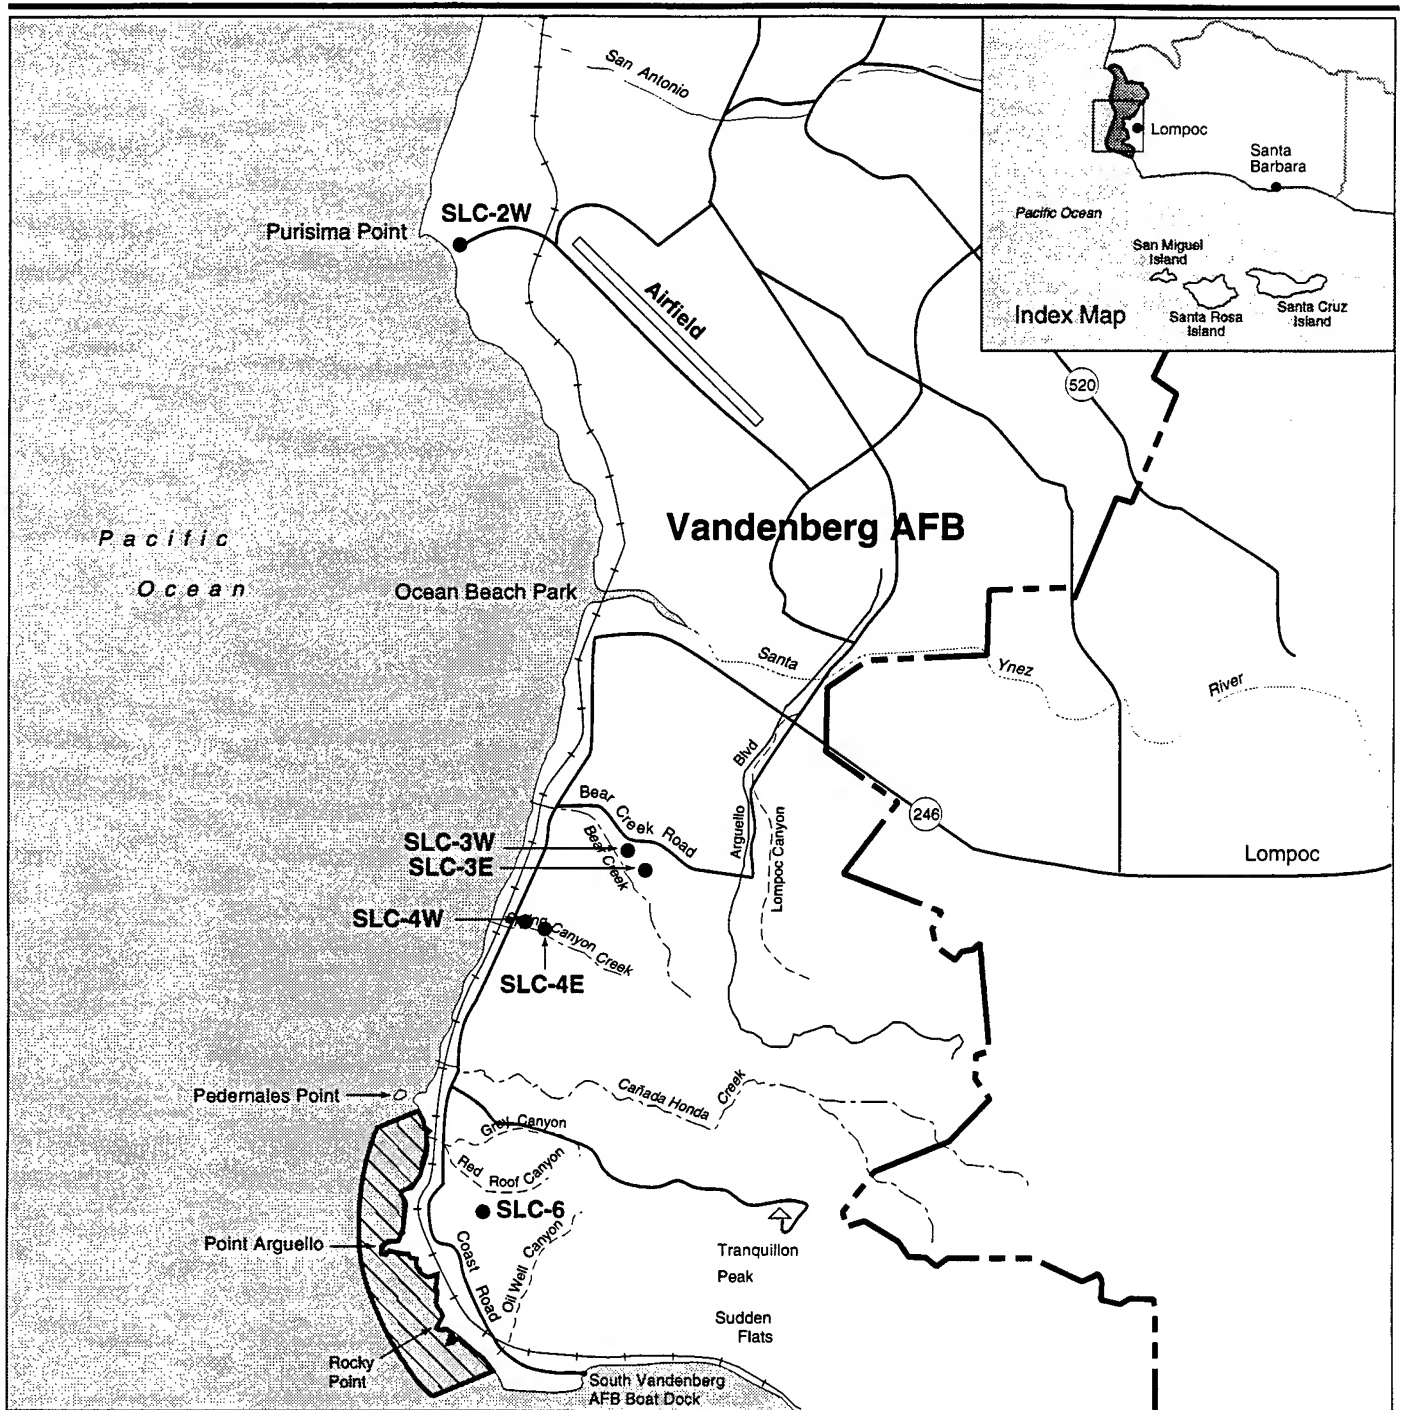 San Antonio
Lompoc
Santa
Barbara
Pacific Ocean
San Miguel
Island
Santa Rosa
Island
Santa Cruz
Island
Index Map
SLC-2W
Purisima Point
Airfield
520
Vandenberg AFB
Pacific
Ocean
Ocean Beach Park
Santa
Ynez
River
Blvd
Arguello
Lompoc Canyon
246
Lompoc
Bear Creek Road
Bear Creek
SLC-3W
SLC-3E
SLC-4W
Canyon Creek
SLC-4E
Pedernales Point
Cañada Honda Creek
Grey Canyon
Red Roof Canyon
SLC-6
Point Arguello
Coast Road
Oil Well Canyon
Tranquillon
Peak
Sudden
Flats
Rocky
Point
South Vandenberg
AFB Boat Dock